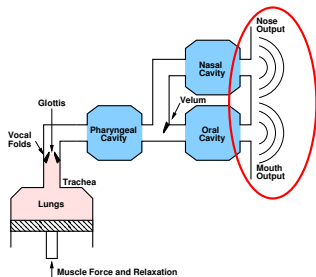 Nose
Output
Nasal
Cavity
Glottis
Velum
Vocal
Folds
Pharyngeal
Cavity
Oral
Cavity
Trachea
Mouth
Output
Lungs
Muscle Force and Relaxation